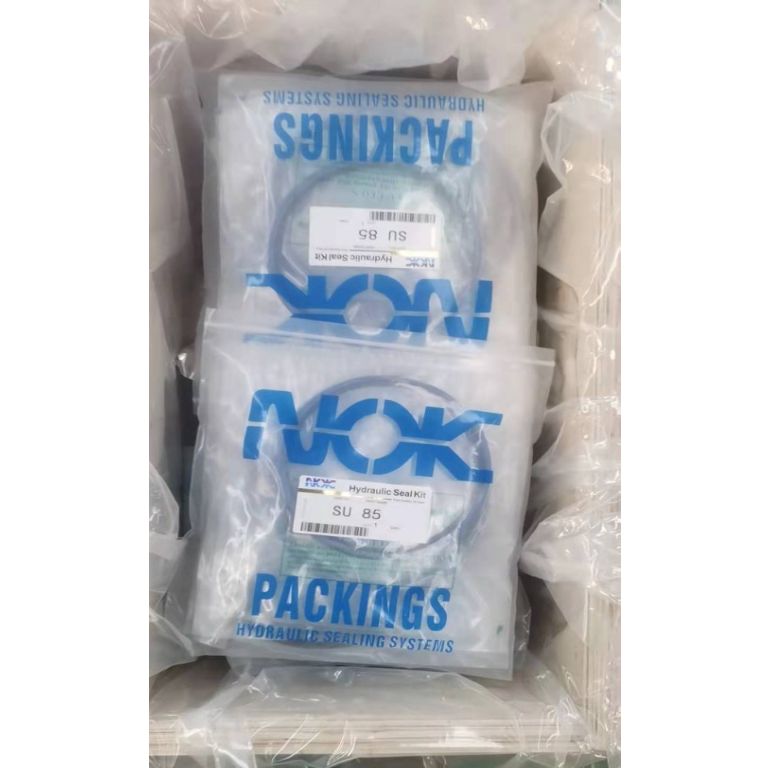 HYDRAULIC SEALING SYSTEMS
PACKINGS
SU 85
NOK Hydraulic Seal Kit
NOK
NOK
NOK Hydraulic Seal Kit
SU 85
1
PACKINGS
HYDRAULIC SEALING SYSTEMS